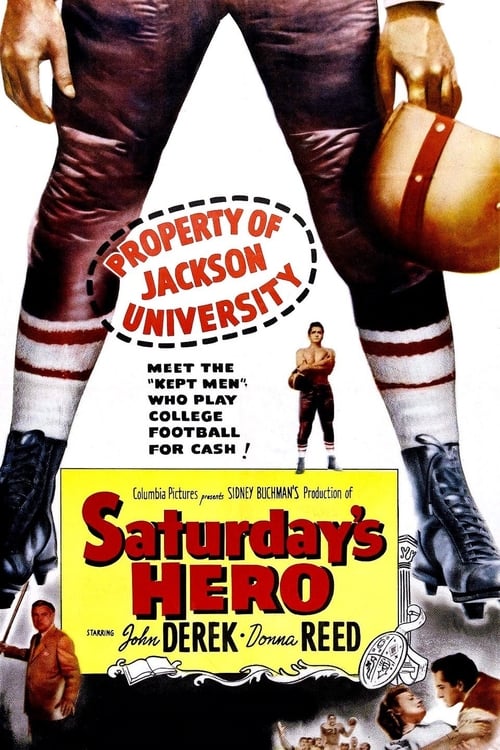 PROPERTY OF
JACKSON
UNIVERSITY
MEET THE
"KEPT MEN"
WHO PLAY
COLLEGE
FOOTBALL
FOR CASH!
Columbia Pictures presents SIDNEY BUCHMAN'S Production of
Saturday's
HERO
STARRING John DEREK · Donna REED